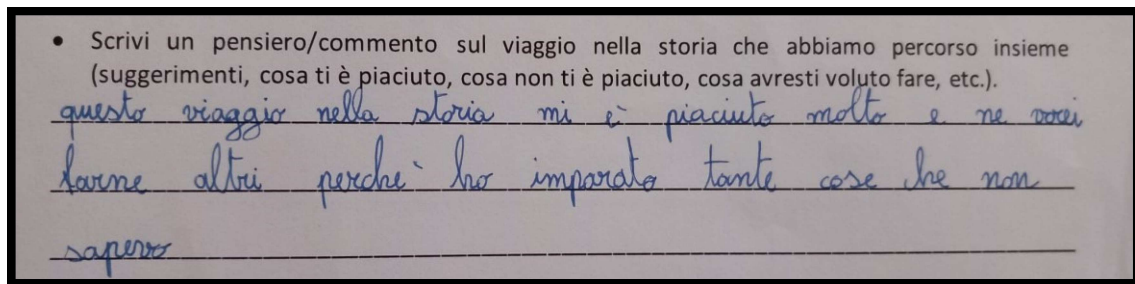 • Scrivi un pensiero/commento sul viaggio nella storia che abbiamo percorso insieme
(suggerimenti, cosa ti è piaciuto, cosa non ti è piaciuto, cosa avresti voluto fare, etc.).
questo viaggio nella storia mi è piaciuto molto e ne vorei
farne altri perche' ho imparato tante cose che non
sapevo